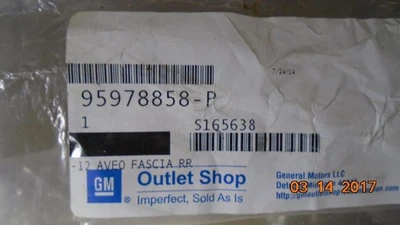 7/24/14
95978858-P
1 S165638
-12 AVEO FASCIA RR
GM Outlet Shop
Imperfect, Sold As Is
General Motors LLC
03 14 2017